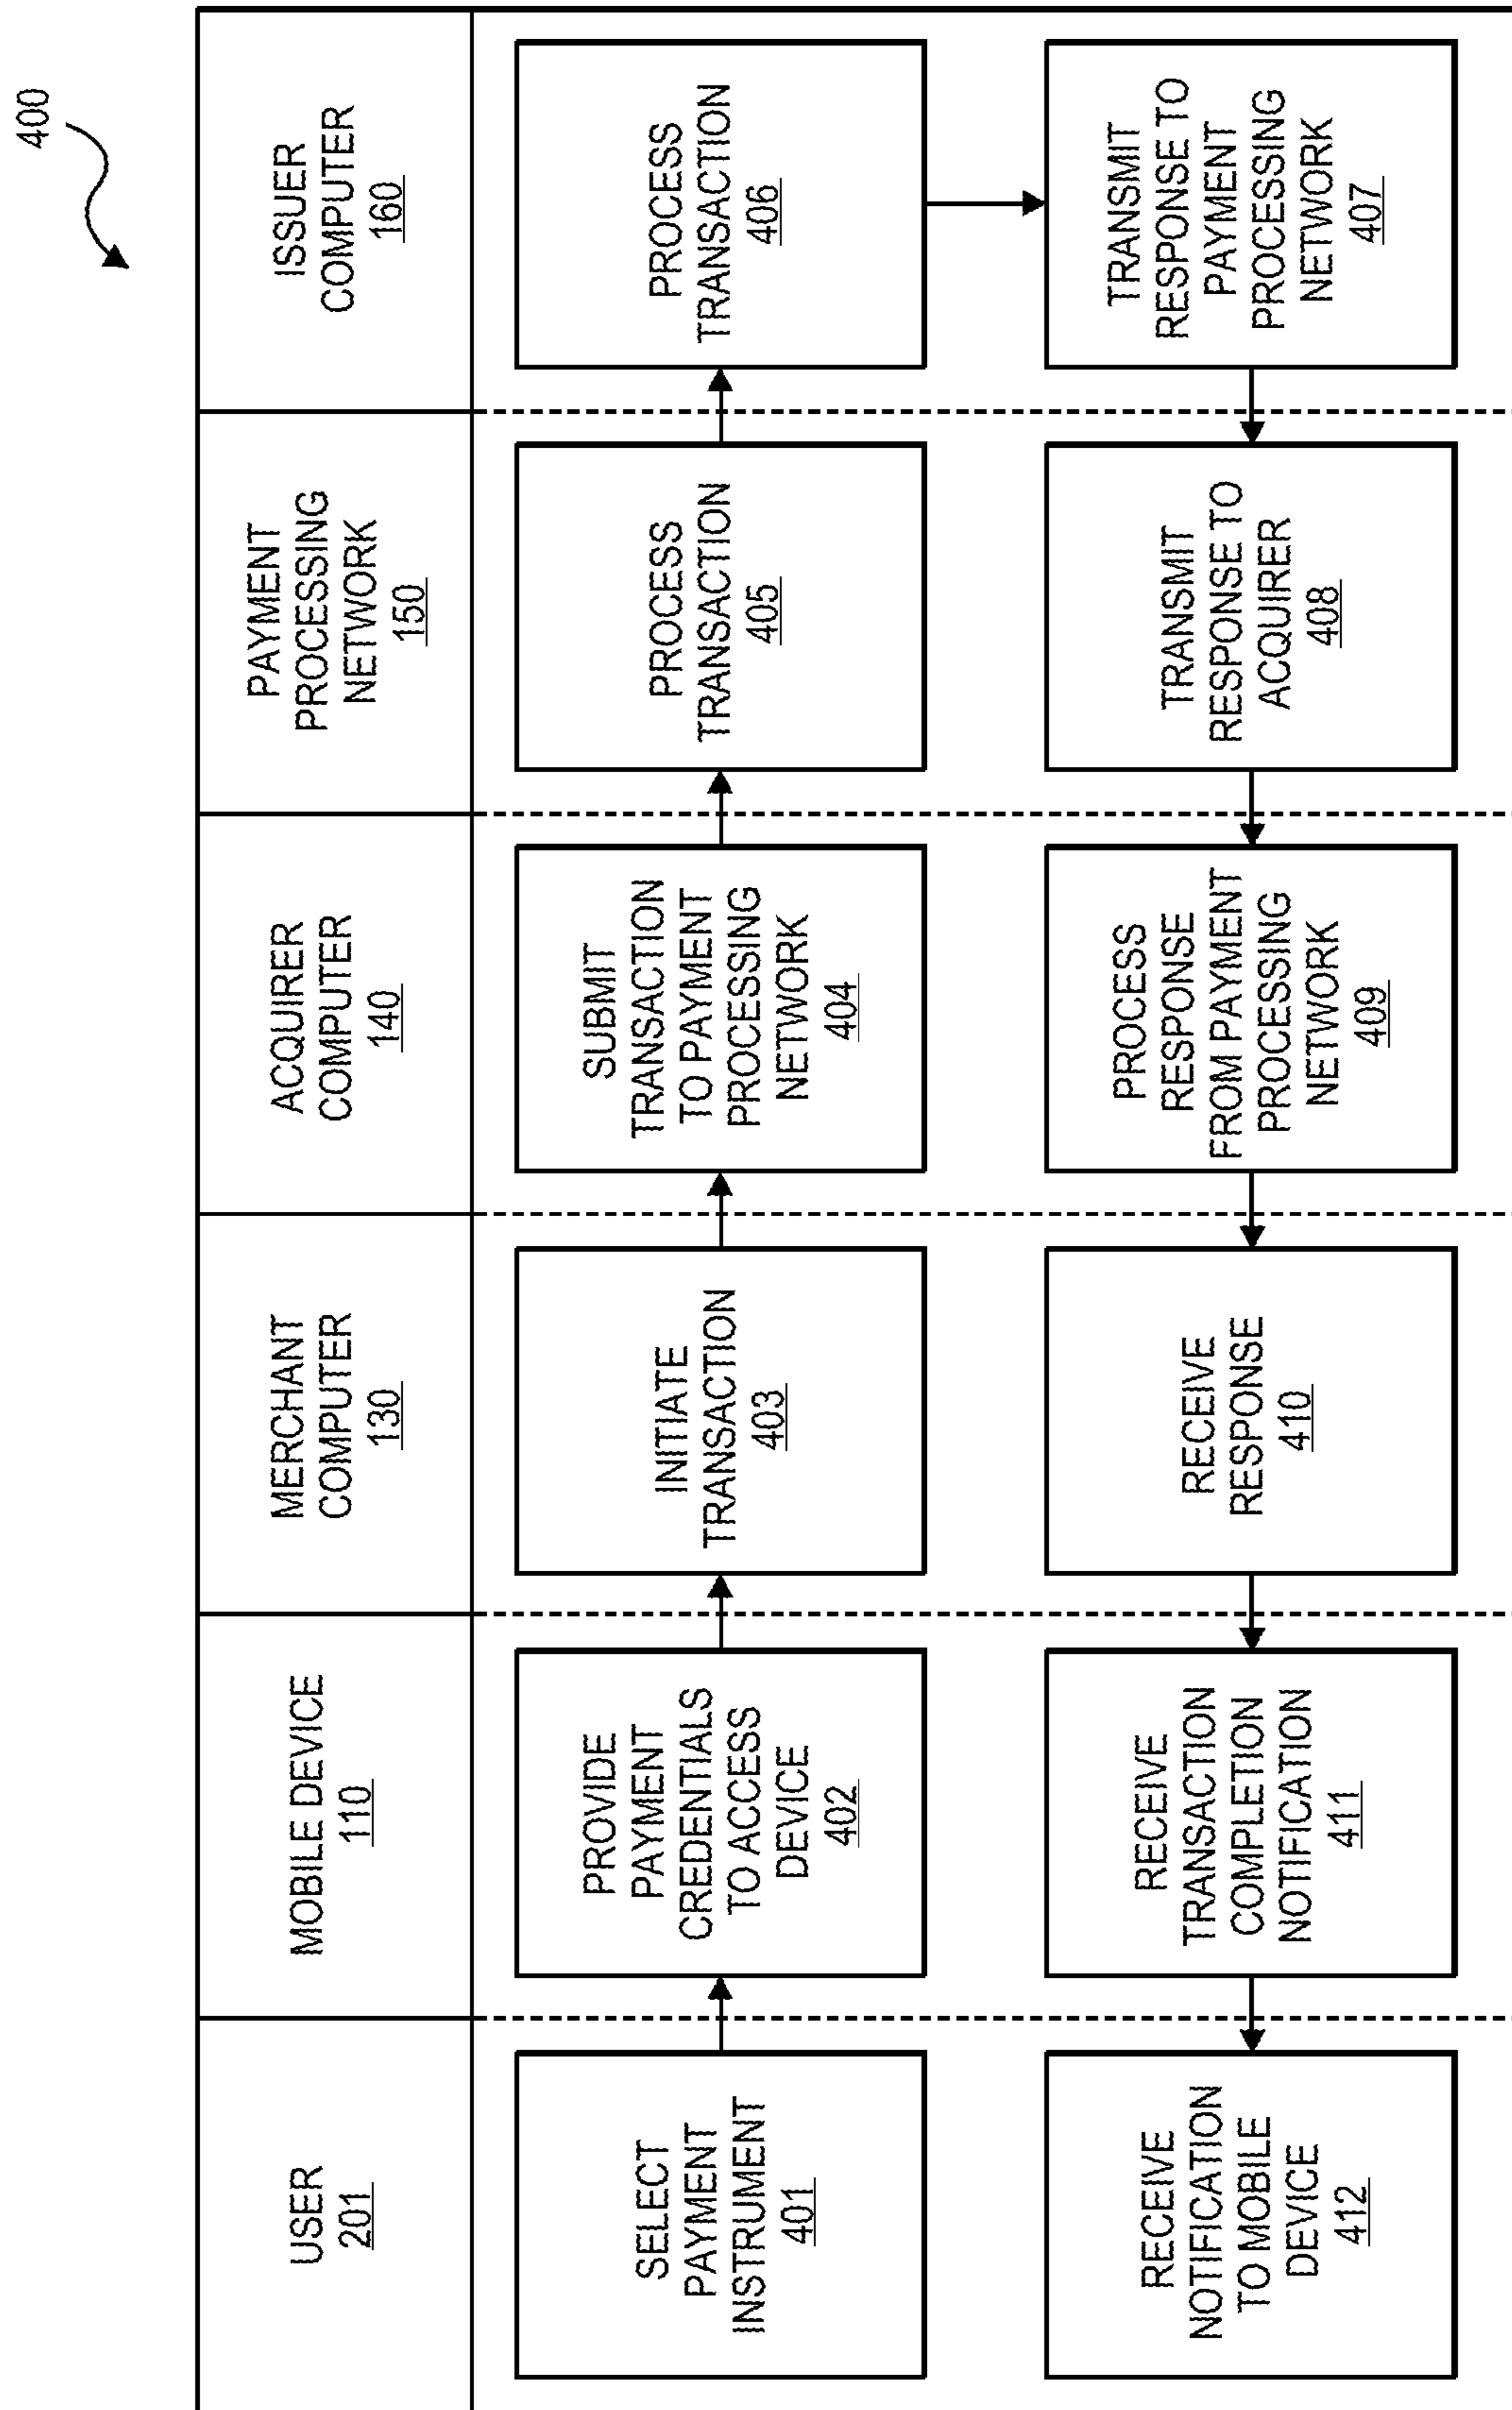 400
USER
201
MOBILE DEVICE
110
MERCHANT
COMPUTER
130
ACQUIRER
COMPUTER
140
PAYMENT
PROCESSING
NETWORK
150
ISSUER
COMPUTER
160
SELECT
PAYMENT
INSTRUMENT
401
PROVIDE
PAYMENT
CREDENTIALS
TO ACCESS
DEVICE
402
INITIATE
TRANSACTION
403
SUBMIT
TRANSACTION
TO PAYMENT
PROCESSING
NETWORK
404
PROCESS
TRANSACTION
405
PROCESS
TRANSACTION
406
RECEIVE
NOTIFICATION
TO MOBILE
DEVICE
412
RECEIVE
TRANSACTION
COMPLETION
NOTIFICATION
411
RECEIVE
RESPONSE
410
PROCESS
RESPONSE
FROM PAYMENT
PROCESSING
NETWORK
409
TRANSMIT
RESPONSE TO
ACQUIRER
408
TRANSMIT
RESPONSE TO
PAYMENT
PROCESSING
NETWORK
407